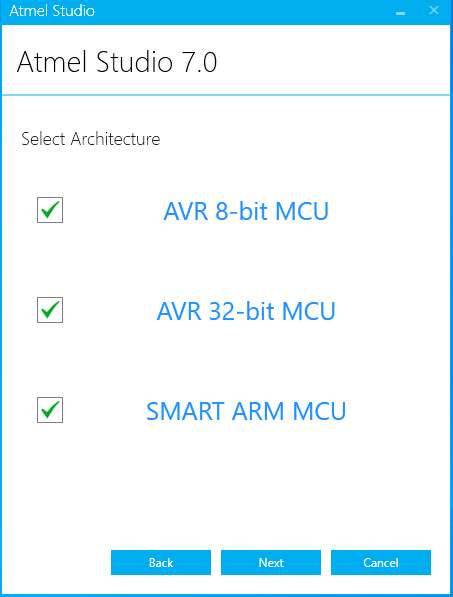 Atmel Studio
Atmel Studio 7.0
Select Architecture
AVR 8-bit MCU
AVR 32-bit MCU
SMART ARM MCU
Back Next Cancel